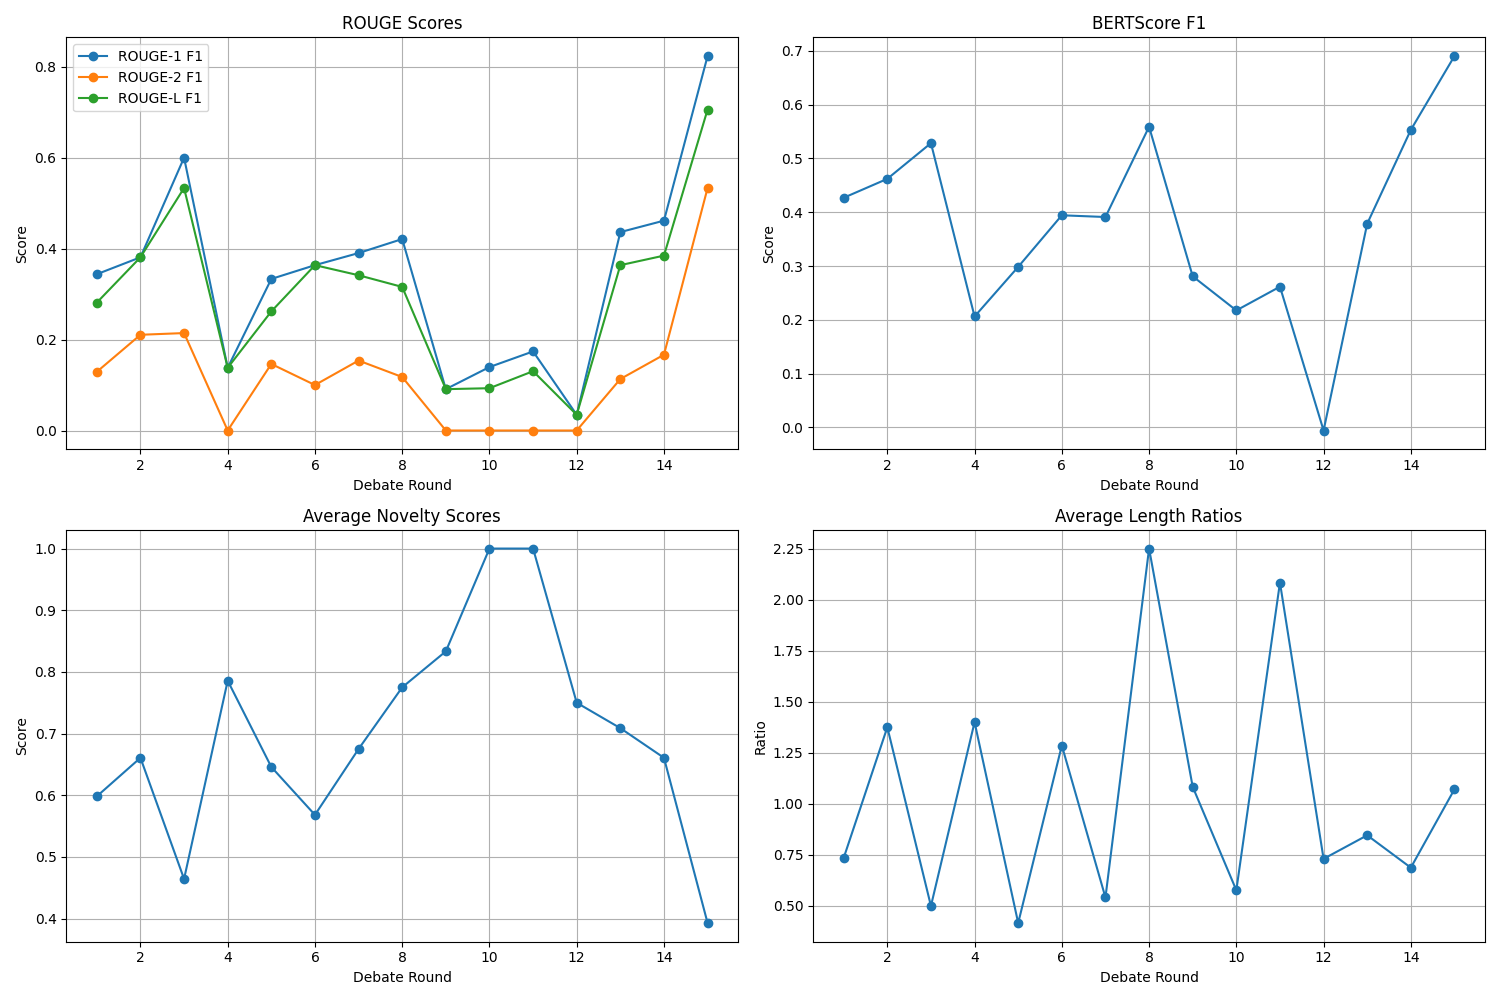 ROUGE Scores
ROUGE-1 F1
ROUGE-2 F1
ROUGE-L F1
0.8
0.6
0.4
0.2
0.0
Score
2 4 6 8 10 12 14
Debate Round
BERTScore F1
0.7
0.6
0.5
0.4
0.3
0.2
0.1
0.0
Score
2 4 6 8 10 12 14
Debate Round
Average Novelty Scores
1.0
0.9
0.8
0.7
0.6
0.5
0.4
Score
2 4 6 8 10 12 14
Debate Round
Average Length Ratios
2.25
2.00
1.75
1.50
1.25
1.00
0.75
0.50
Ratio
2 4 6 8 10 12 14
Debate Round